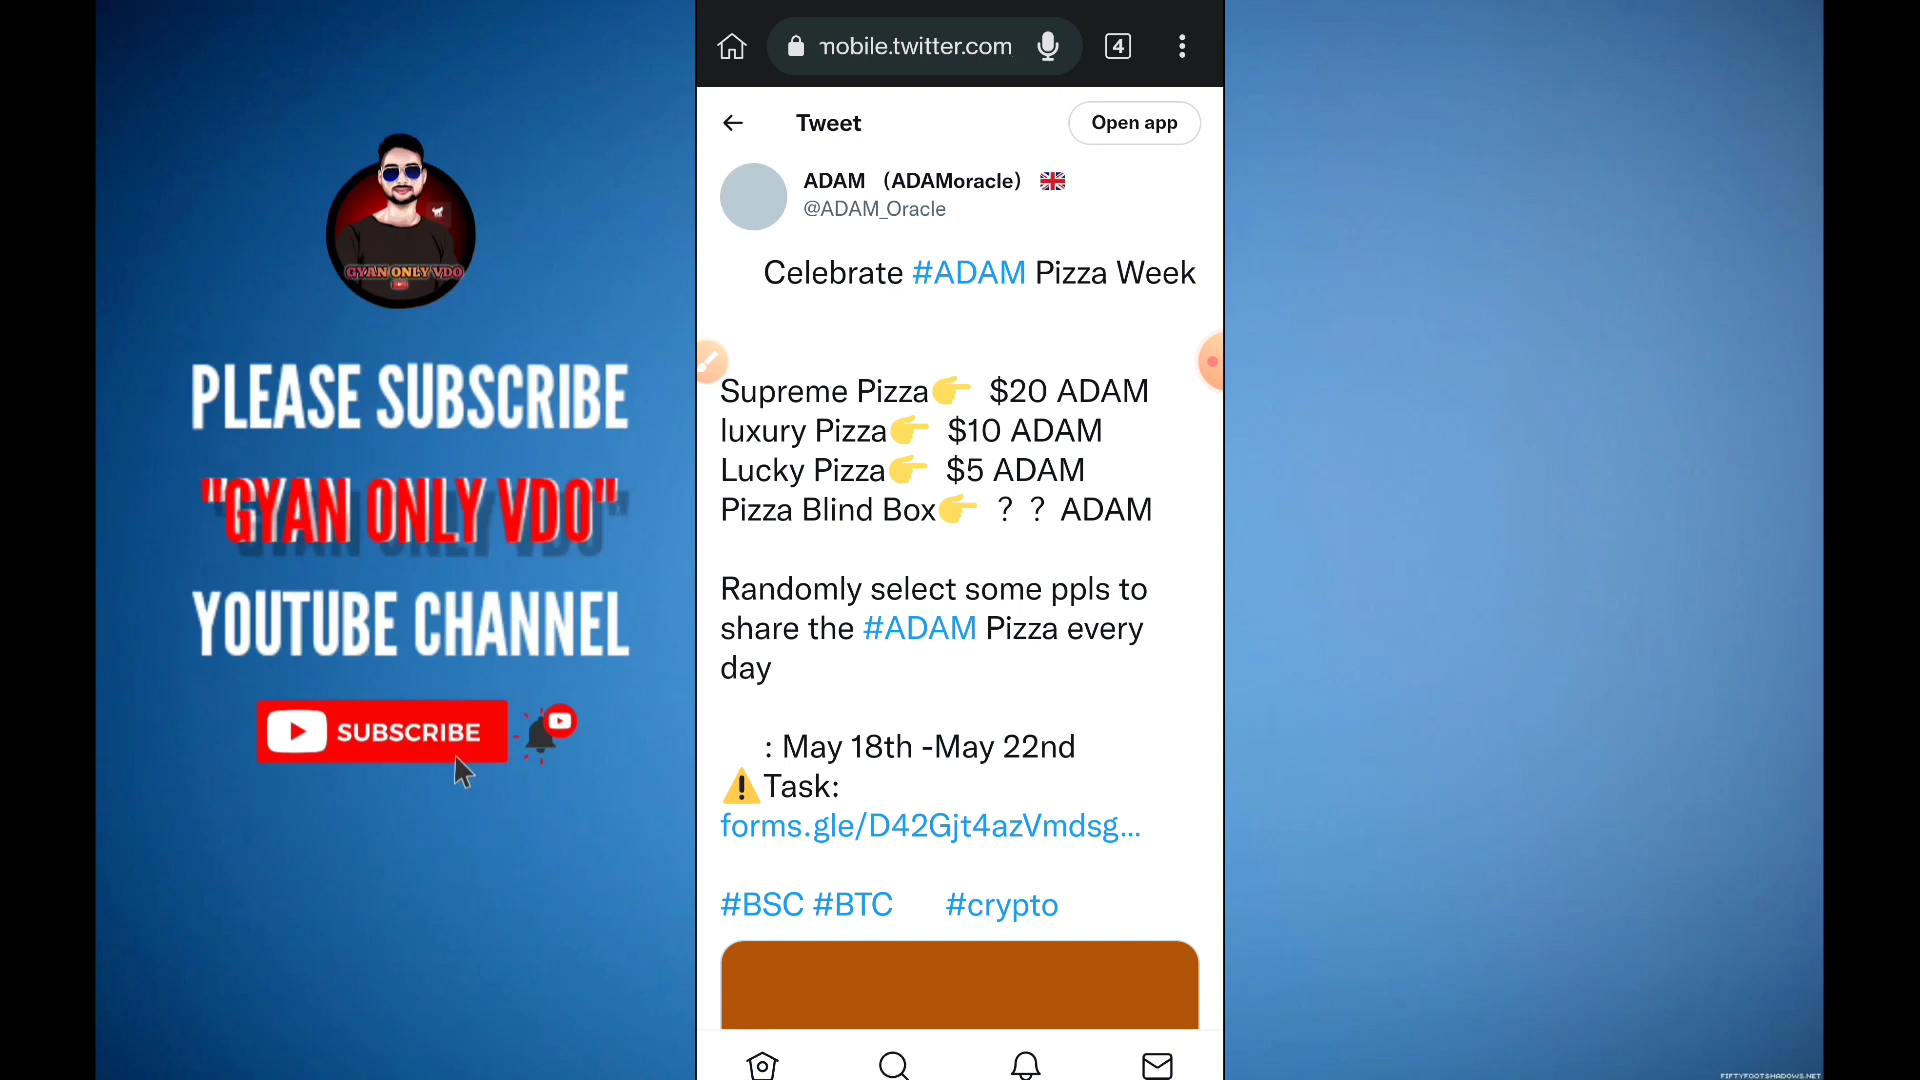 mobile.twitter.com
4
Tweet
Open app
ADAM （ADAMoracle） 🇬🇧
@ADAM_Oracle
Celebrate #ADAM Pizza Week
Supreme Pizza👉 $20 ADAM
luxury Pizza👉 $10 ADAM
Lucky Pizza👉 $5 ADAM
Pizza Blind Box👉 ？？ ADAM
Randomly select some ppls to
share the #ADAM Pizza every
day
: May 18th -May 22nd
⚠️Task:
forms.gle/D42Gjt4azVmdsg...
#BSC #BTC #crypto
GYAN ONLY VDO
PLEASE SUBSCRIBE
"GYAN ONLY VDO"
YOUTUBE CHANNEL
SUBSCRIBE
FIFTYFOOTSHADOWS.NET